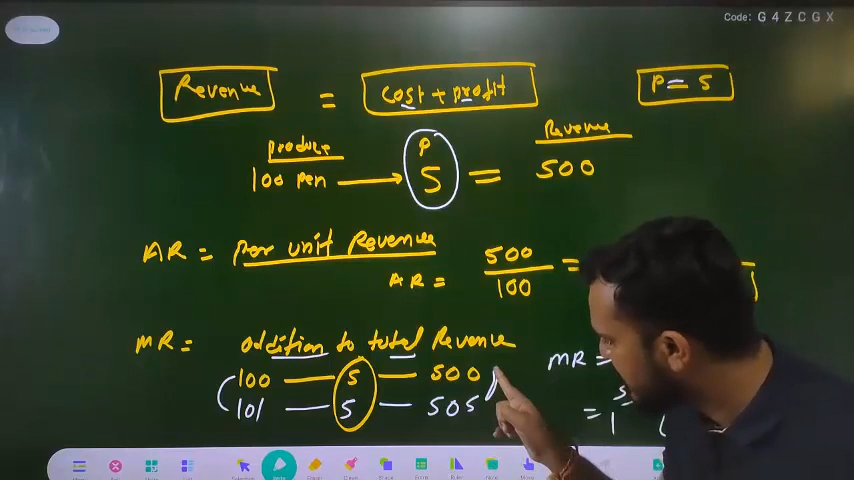 Code: G 4 Z C G X
Revenue = cost + profit P = 5
produce P Revenue
100 pen 5 = 500
AR = Per unit Revenue
AR = 500 =
100
MR = addition to total Revenue
100 — 5 — 500 MR =
101 — 5 — 505 =
1